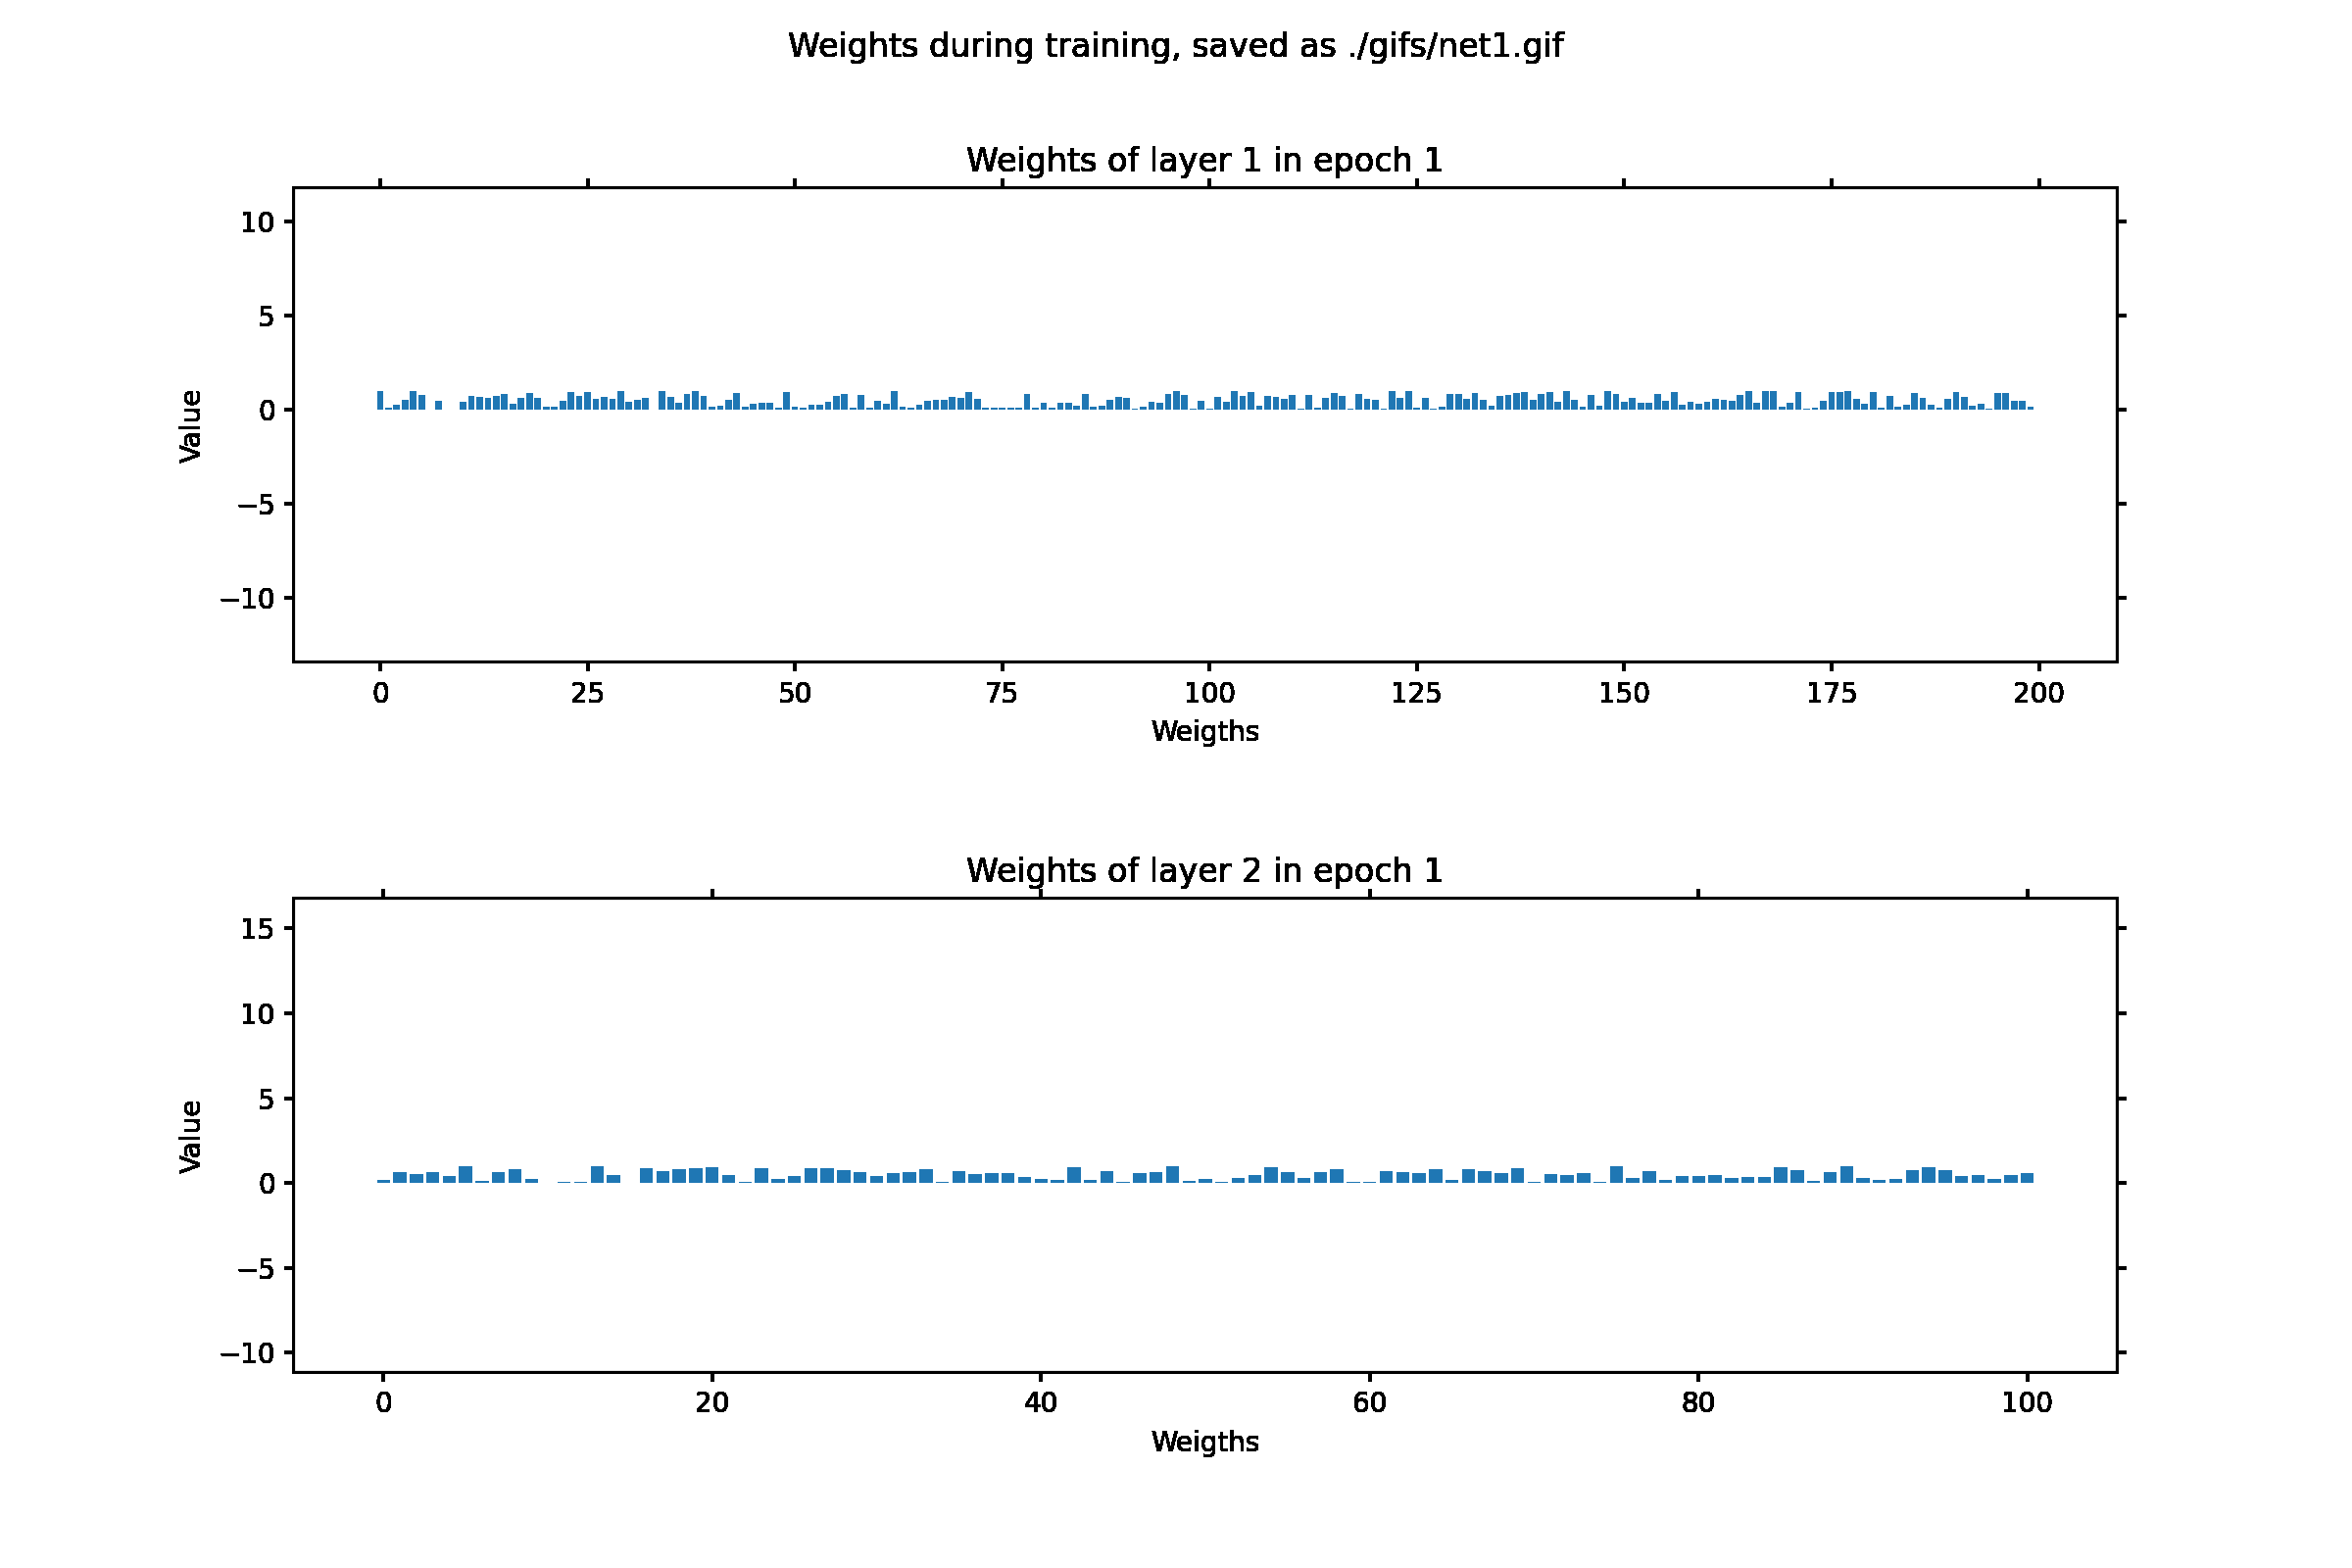 Weights during training, saved as ./gifs/net1.gif
Weights of layer 1 in epoch 1
10
5
0
−5
−10
Value
0 25 50 75 100 125 150 175 200
Weigths
Weights of layer 2 in epoch 1
15
10
5
0
−5
−10
Value
0 20 40 60 80 100
Weigths